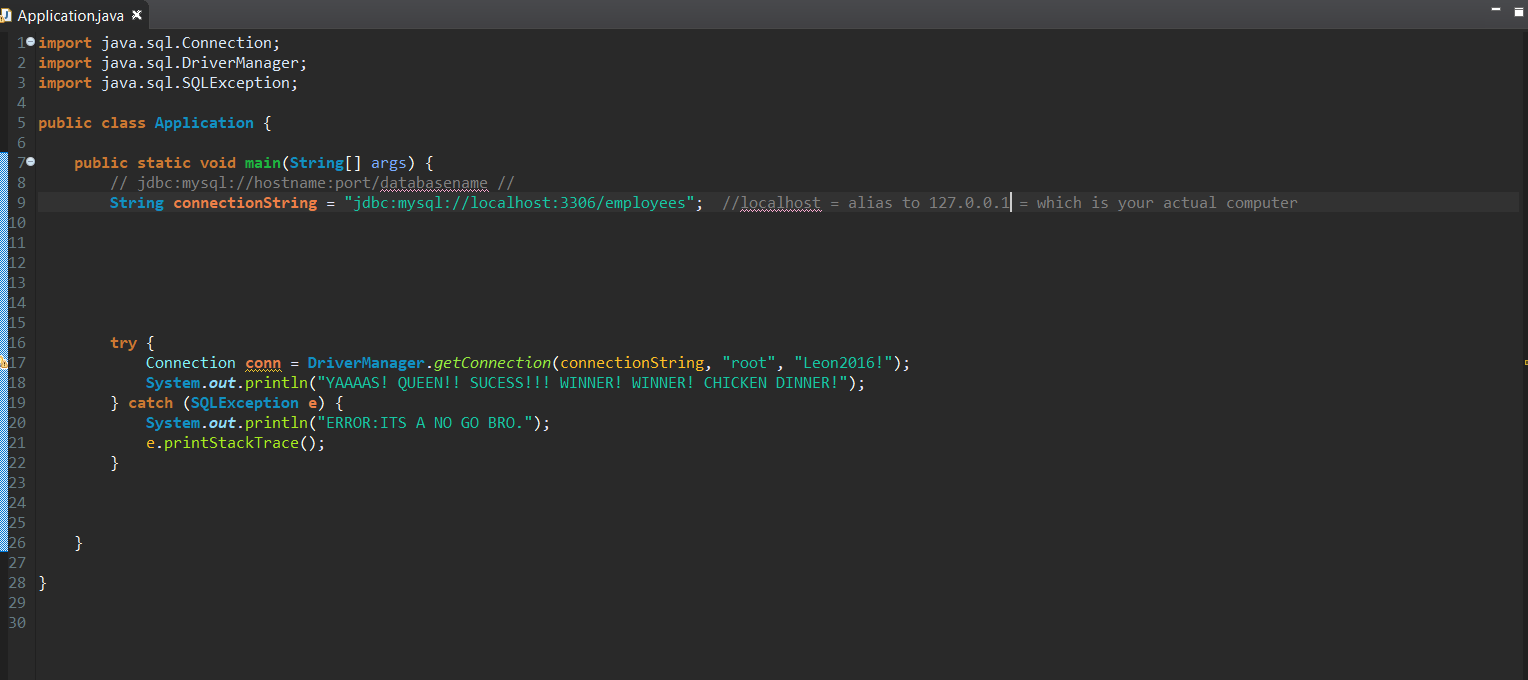 Application.java
1 import java.sql.Connection;
2 import java.sql.DriverManager;
3 import java.sql.SQLException;
4
5 public class Application {
6
7 public static void main(String[] args) {
8 // jdbc:mysql://hostname:port/databasename //
9 String connectionString = "jdbc:mysql://localhost:3306/employees"; //localhost = alias to 127.0.0.1 = which is your actual computer
10
11
12
13
14
15
16 try {
17 Connection conn = DriverManager.getConnection(connectionString, "root", "Leon2016!");
18 System.out.println("YAAAAS! QUEEN!! SUCESS!!! WINNER! WINNER! CHICKEN DINNER!");
19 } catch (SQLException e) {
20 System.out.println("ERROR:ITS A NO GO BRO.");
21 e.printStackTrace();
22 }
23
24
25
26 }
27
28 }
29
30